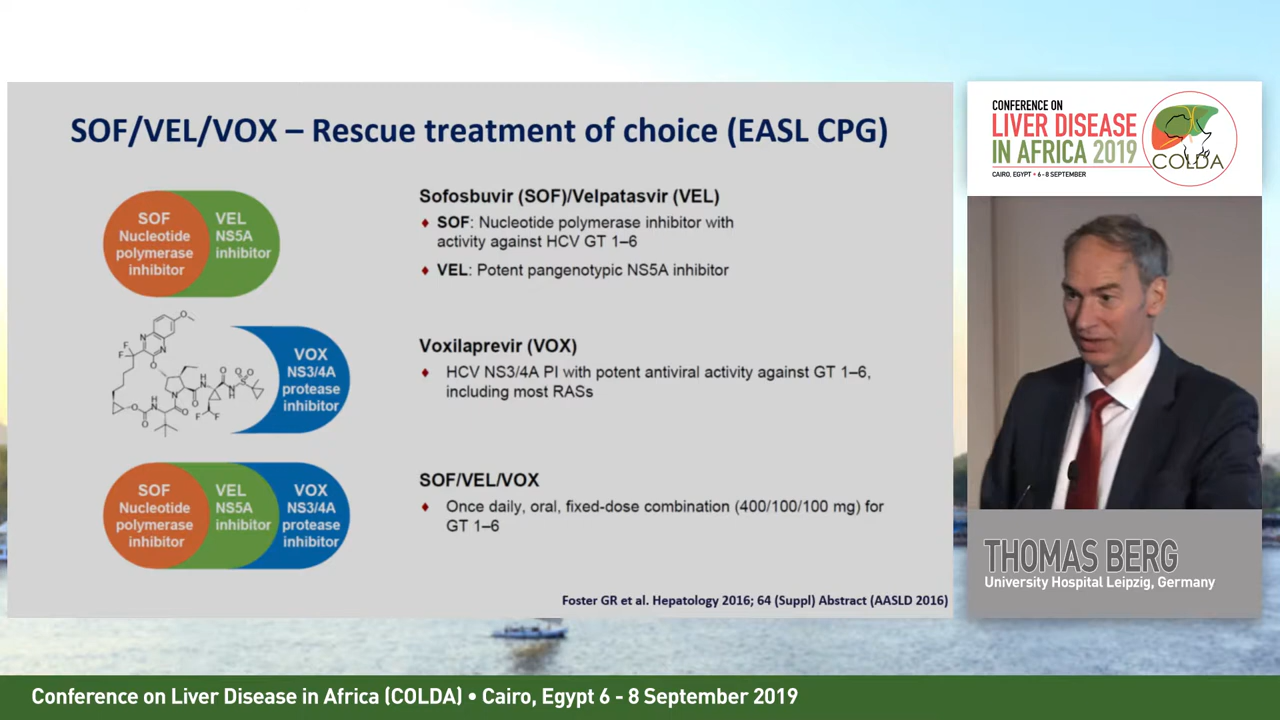 SOF/VEL/VOX – Rescue treatment of choice (EASL CPG)
SOF
Nucleotide
polymerase
inhibitor
VEL
NS5A
inhibitor
Sofosbuvir (SOF)/Velpatasvir (VEL)
SOF: Nucleotide polymerase inhibitor with
activity against HCV GT 1–6
VEL: Potent pangenotypic NS5A inhibitor
VOX
NS3/4A
protease
inhibitor
Voxilaprevir (VOX)
HCV NS3/4A PI with potent antiviral activity against GT 1–6,
including most RASs
SOF
Nucleotide
polymerase
inhibitor
VEL
NS5A
inhibitor
VOX
NS3/4A
protease
inhibitor
SOF/VEL/VOX
Once daily, oral, fixed-dose combination (400/100/100 mg) for
GT 1–6
Foster GR et al. Hepatology 2016; 64 (Suppl) Abstract (AASLD 2016)
CONFERENCE ON
LIVER DISEASE
IN AFRICA 2019
CAIRO, EGYPT • 6 - 8 SEPTEMBER
COLDA
THOMAS BERG
University Hospital Leipzig, Germany
Conference on Liver Disease in Africa (COLDA) • Cairo, Egypt 6 - 8 September 2019